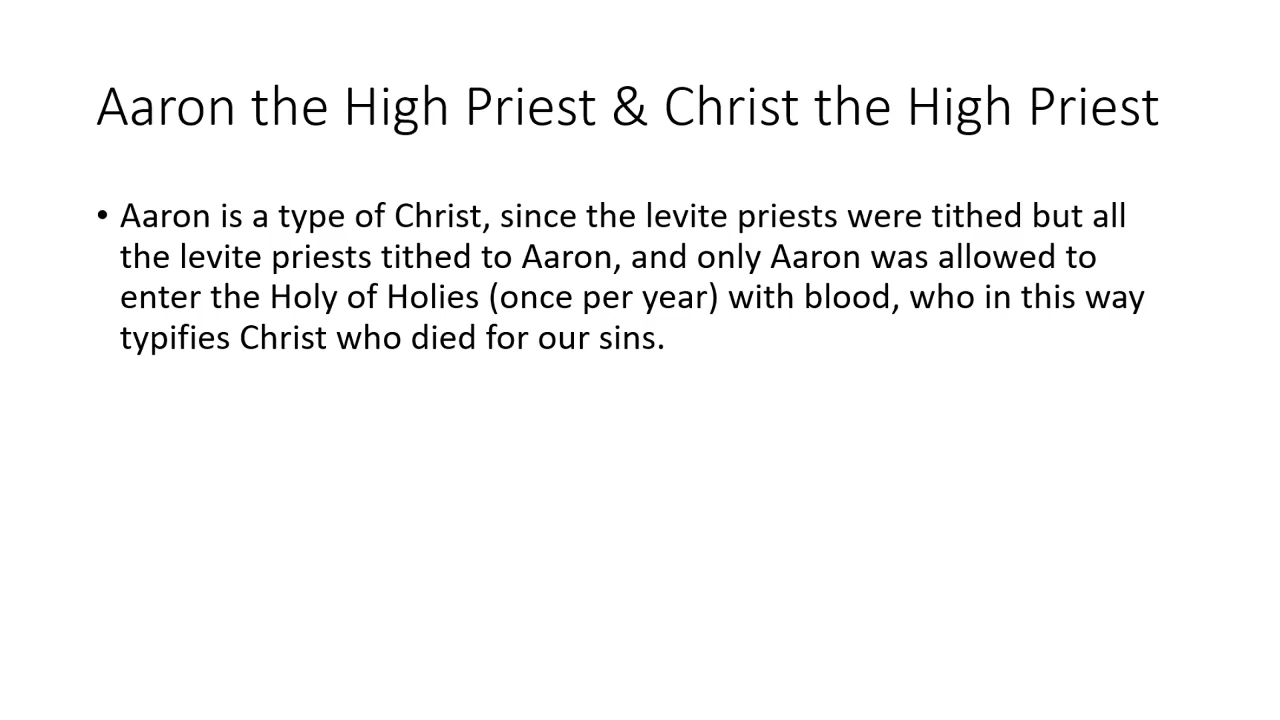 Aaron the High Priest & Christ the High Priest
• Aaron is a type of Christ, since the levite priests were tithed but all
the levite priests tithed to Aaron, and only Aaron was allowed to
enter the Holy of Holies (once per year) with blood, who in this way
typifies Christ who died for our sins.